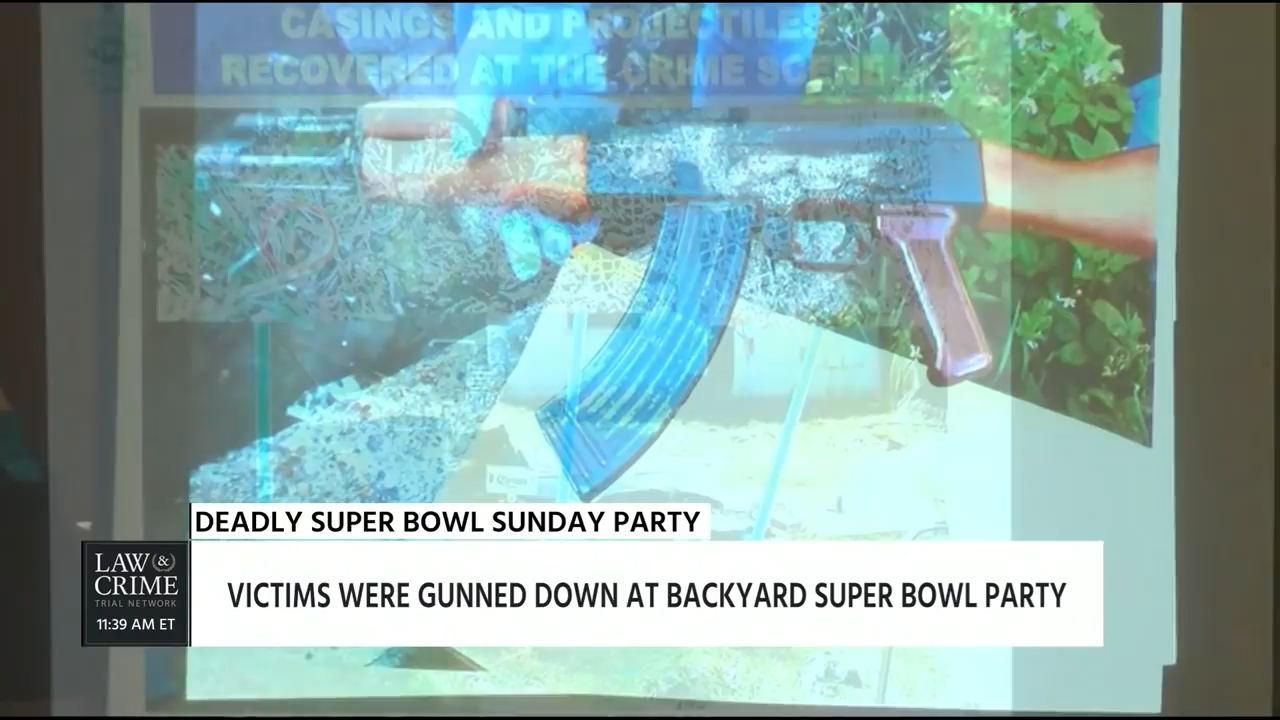 CASINGS AND PROJECTILES
RECOVERED AT THE CRIME SCENE
DEADLY SUPER BOWL SUNDAY PARTY
LAW &
CRIME
TRIAL NETWORK
11:39 AM ET
VICTIMS WERE GUNNED DOWN AT BACKYARD SUPER BOWL PARTY